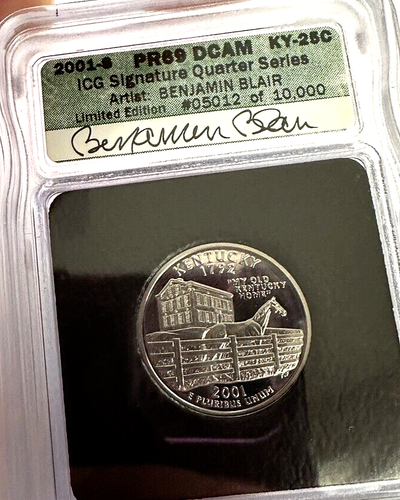 2001-S PR69 DCAM KY-25C
ICG Signature Quarter Series
Artist: BENJAMIN BLAIR
Limited Edition #05012 of 10,000
Benjamin Blair
KENTUCKY
1792
"MY OLD
KENTUCKY
HOME"
2001
E PLURIBUS UNUM